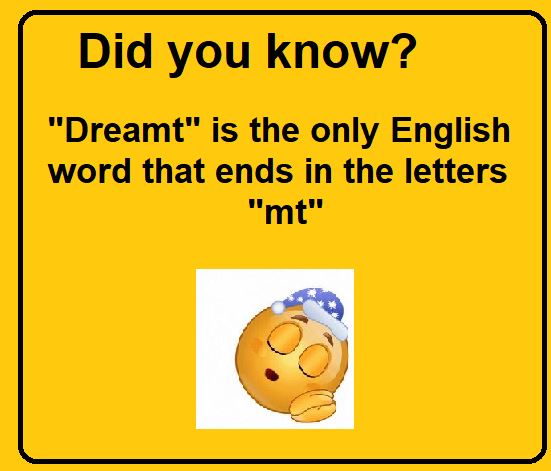 Did you know?
"Dreamt" is the only English
word that ends in the letters
"mt"